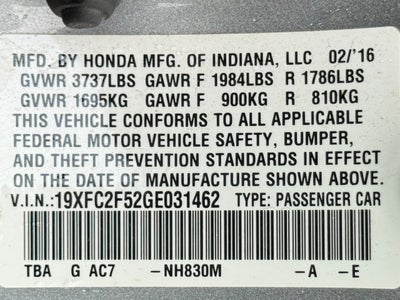 MFD. BY HONDA MFG. OF INDIANA, LLC 02/'16
GVWR 3737LBS GAWR F 1984LBS R 1786LBS
GVWR 1695KG GAWR F 900KG R 810KG
THIS VEHICLE CONFORMS TO ALL APPLICABLE
FEDERAL MOTOR VEHICLE SAFETY, BUMPER,
AND THEFT PREVENTION STANDARDS IN EFFECT
ON THE DATE OF MANUFACTURE SHOWN ABOVE.
V.I.N.:19XFC2F52GE031462 TYPE: PASSENGER CAR
TBA G AC7 –NH830M –A –E